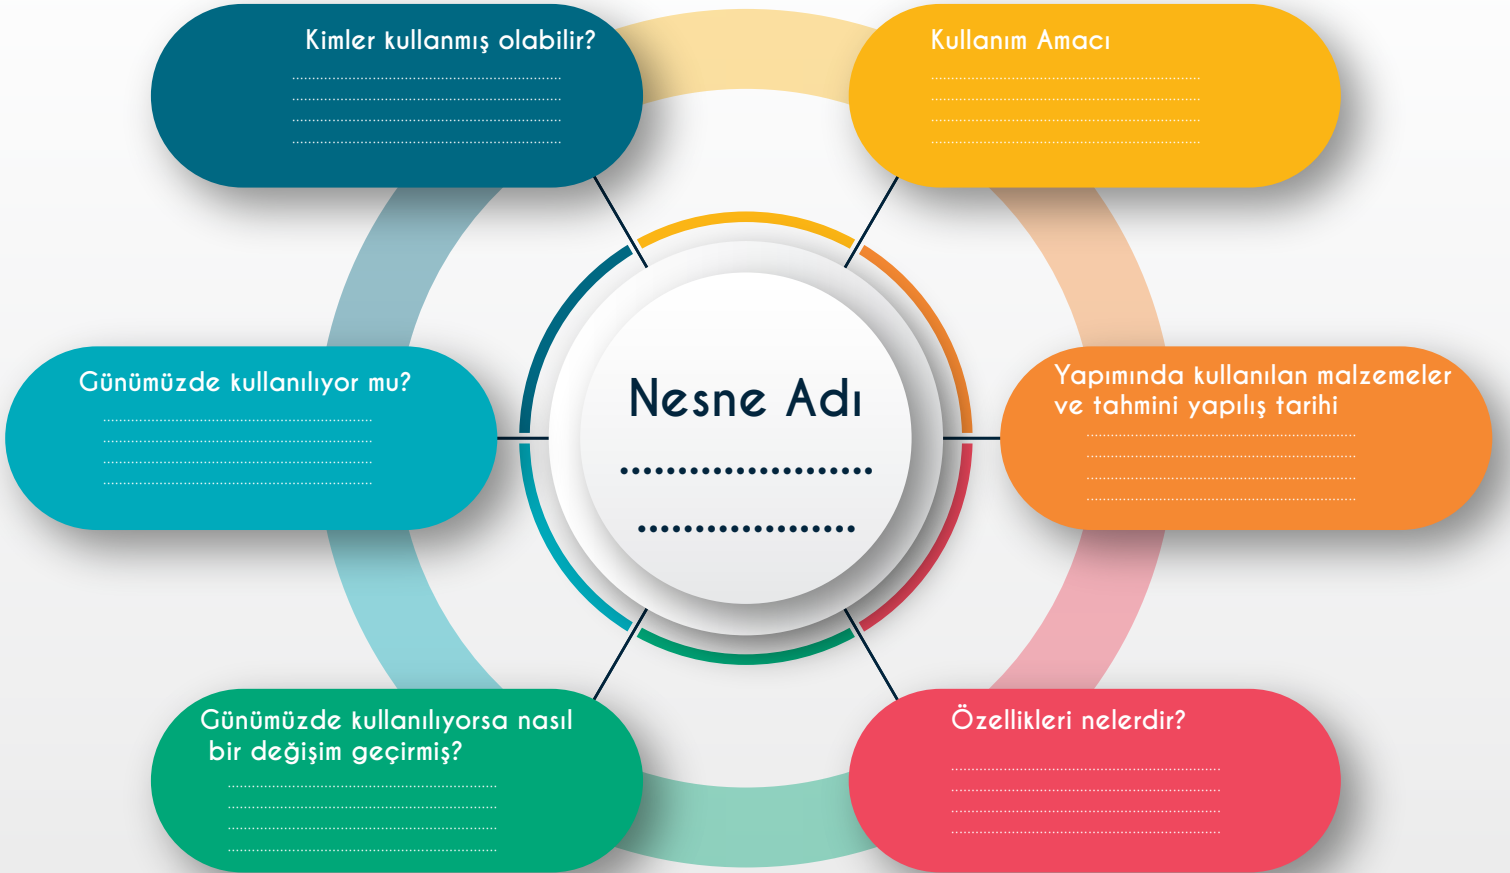 Kimler kullanmış olabilir?
Kullanım Amacı
Günümüzde kullanılıyor mu?
Nesne Adı
Yapımında kullanılan malzemeler
ve tahmini yapılış tarihi
Günümüzde kullanılıyorsa nasıl
bir değişim geçirmiş?
Özellikleri nelerdir?